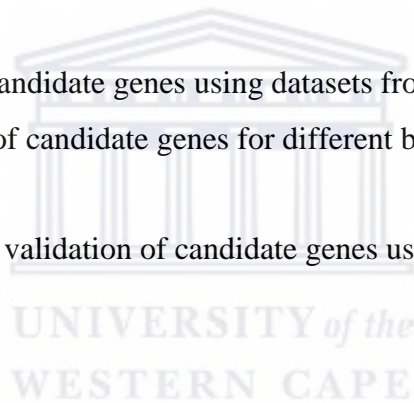 andidate genes using datasets fro
of candidate genes for different b
validation of candidate genes us
UNIVERSITY of the
WESTERN CAPE